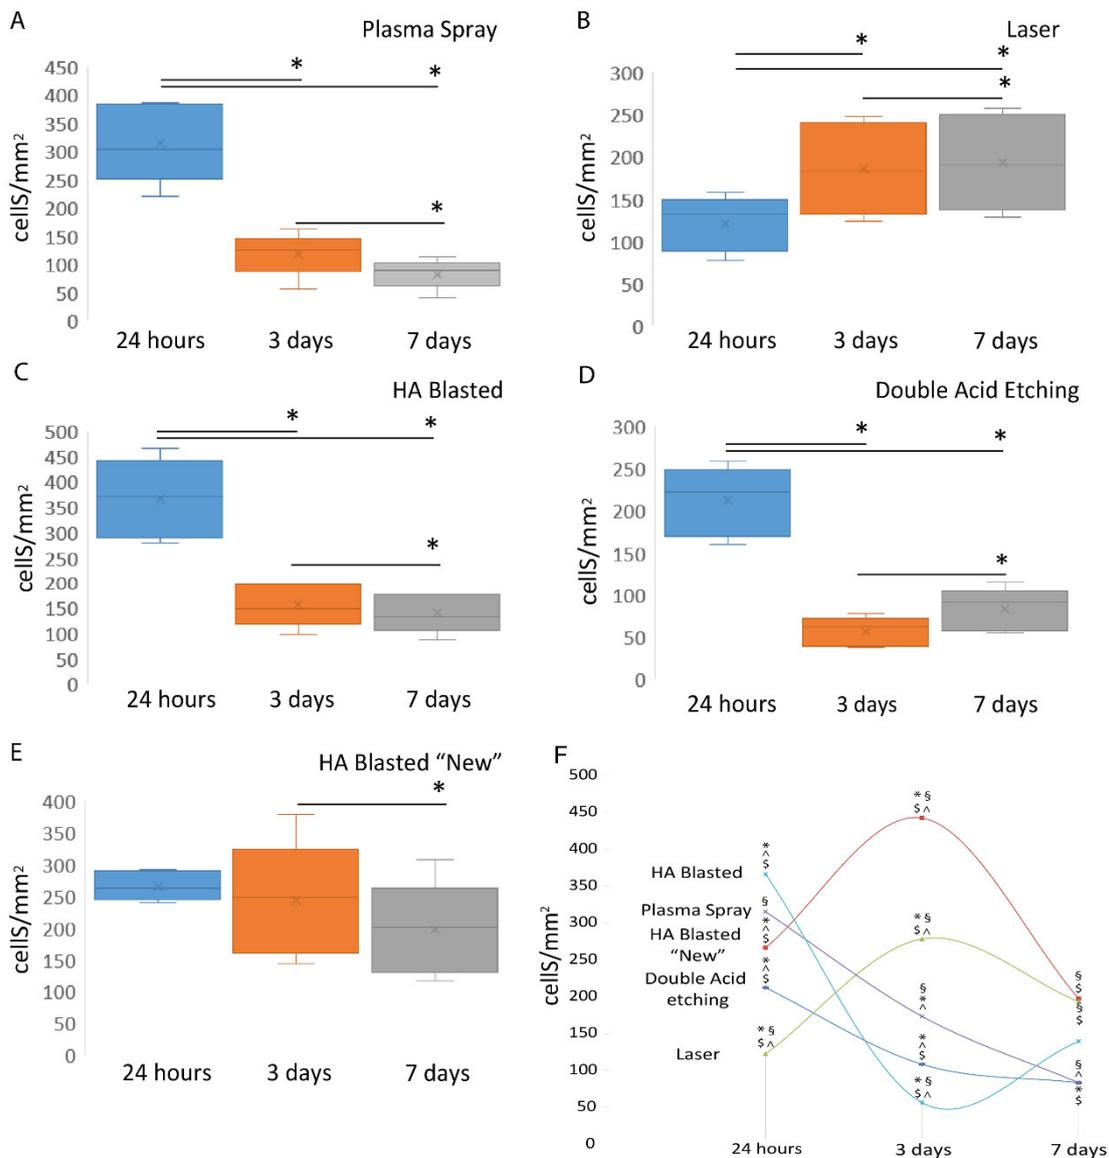 A
Plasma Spray
cellS/mm²
450
400
350
300
250
200
150
100
50
0
*
*
*
24 hours
3 days
7 days
B
Laser
cellS/mm²
300
250
200
150
100
50
0
*
*
*
24 hours
3 days
7 days
C
HA Blasted
cellS/mm²
500
450
400
350
300
250
200
150
100
50
0
*
*
*
24 hours
3 days
7 days
D
Double Acid Etching
cellS/mm²
300
250
200
150
100
50
0
*
*
*
24 hours
3 days
7 days
E
HA Blasted “New”
cellS/mm²
400
350
300
250
200
150
100
50
0
*
24 hours
3 days
7 days
F
cellS/mm²
500
450
400
350
300
250
200
150
100
50
0
HA Blasted
Plasma Spray
HA Blasted
“New”
Double Acid
etching
Laser
*
^
$
§
*
^
$
*
^
$
* §
$ ^
* §
$ ^
* §
$ ^
§
*
^
*
^
$
* §
$ ^
§
$
§
$
§
^
*
$
24 hours
3 days
7 days